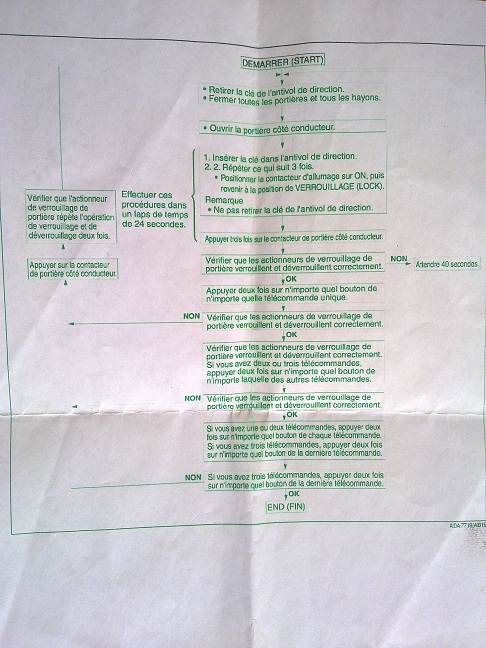 DEMARRER (START)
• Retirer la clé de l'antivol de direction.
• Fermer toutes les portières et tous les hayons.
• Ouvrir la portière côté conducteur.
1. Insérer la clé dans l'antivol de direction.
2. 2. Répéter ce qui suit 3 fois.
• Positionner le contacteur d'allumage sur ON, puis
revenir à la position de VERROUILLAGE (LOCK).
Remarque
• Ne pas retirer la clé de l'antivol de direction.
Effectuer ces
procédures dans
un laps de temps
de 24 secondes.
Vérifier que l'actionneur
de verrouillage de
portière répète l'opération
de verrouillage et de
déverrouillage deux fois.
Appuyer sur la contacteur
de portière côté conducteur.
Appuyer trois fois sur le contacteur de portière côté conducteur.
Vérifier que les actionneurs de verrouillage de
portière verrouillent et déverrouillent correctement.
NON
Attendre 40 secondes
OK
Appuyer deux fois sur n'importe quel bouton de
n'importe quelle télécommande unique.
NON
Vérifier que les actionneurs de verrouillage de
portière verrouillent et déverrouillent correctement.
OK
Vérifier que les actionneurs de verrouillage de
portière verrouillent et déverrouillent correctement.
Si vous avez deux ou trois télécommandes,
appuyer deux fois sur n'importe quel bouton de
n'importe laquelle des autres télécommandes.
NON
Vérifier que les actionneurs de verrouillage de
portière verrouillent et déverrouillent correctement.
OK
Si vous avez une ou deux télécommandes, appuyer deux
fois sur n'importe quel bouton de chaque télécommande.
Si vous avez trois télécommandes, appuyer deux fois
sur n'importe quel bouton de la dernière télécommande.
NON
Si vous avez trois télécommandes, appuyer deux fois
sur n'importe quel bouton de la dernière télécommande.
OK
END (FIN)